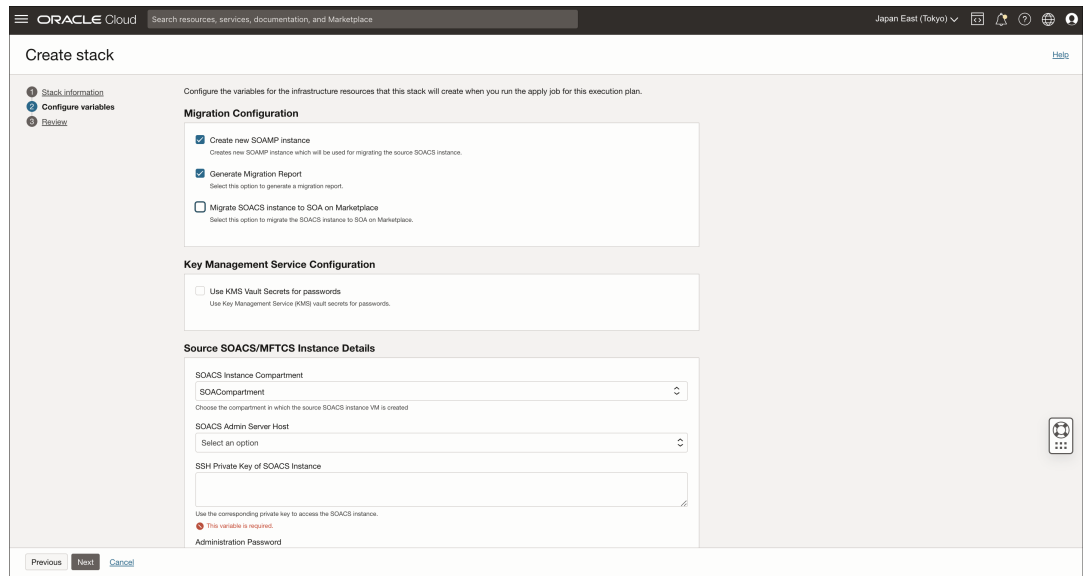 ORACLE Cloud
Search resources, services, documentation, and Marketplace
Japan East (Tokyo)
Create stack
Help
1 Stack information
2 Configure variables
3 Review
Configure the variables for the infrastructure resources that this stack will create when you run the apply job for this execution plan.
Migration Configuration
Create new SOAMP instance
Creates new SOAMP instance which will be used for migrating the source SOACS instance.
Generate Migration Report
Select this option to generate a migration report.
Migrate SOACS instance to SOA on Marketplace
Select this option to migrate the SOACS instance to SOA on Marketplace.
Key Management Service Configuration
Use KMS Vault Secrets for passwords
Use Key Management Service (KMS) vault secrets for passwords.
Source SOACS/MFTCS Instance Details
SOACS Instance Compartment
SOACompartment
Choose the compartment in which the source SOACS instance VM is created
SOACS Admin Server Host
Select an option
SSH Private Key of SOACS Instance
Use the corresponding private key to access the SOACS instance.
This variable is required.
Administration Password
Previous
Next
Cancel